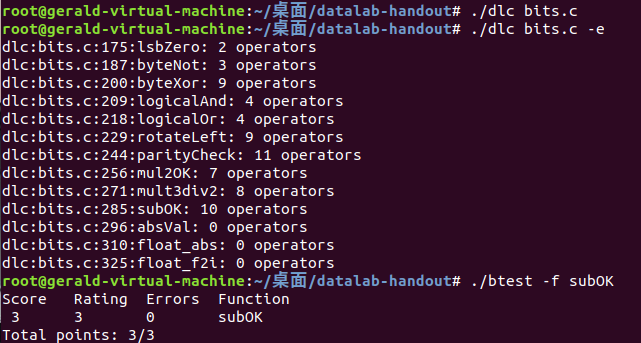 root@gerald-virtual-machine:~/桌面/datalab-handout# ./dlc bits.c
root@gerald-virtual-machine:~/桌面/datalab-handout# ./dlc bits.c -e
dlc:bits.c:175:lsbZero: 2 operators
dlc:bits.c:187:byteNot: 3 operators
dlc:bits.c:200:byteXor: 9 operators
dlc:bits.c:209:logicalAnd: 4 operators
dlc:bits.c:218:logicalOr: 4 operators
dlc:bits.c:229:rotateLeft: 9 operators
dlc:bits.c:244:parityCheck: 11 operators
dlc:bits.c:256:mul2OK: 7 operators
dlc:bits.c:271:mult3div2: 8 operators
dlc:bits.c:285:subOK: 10 operators
dlc:bits.c:296:absVal: 0 operators
dlc:bits.c:310:float_abs: 0 operators
dlc:bits.c:325:float_f2i: 0 operators
root@gerald-virtual-machine:~/桌面/datalab-handout# ./btest -f subOK
Score Rating Errors Function
3 3 0 subOK
Total points: 3/3